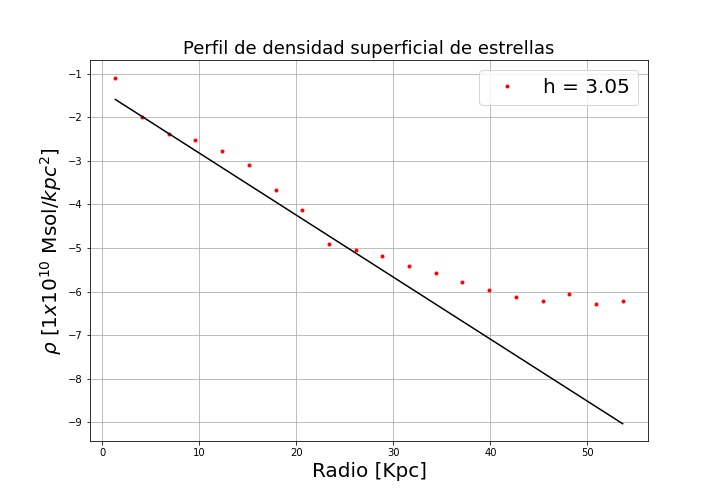 Perfil de densidad superficial de estrellas
h = 3.05
ρ [1x10¹⁰ Msol/kpc²]
−1
−2
−3
−4
−5
−6
−7
−8
−9
0 10 20 30 40 50
Radio [Kpc]